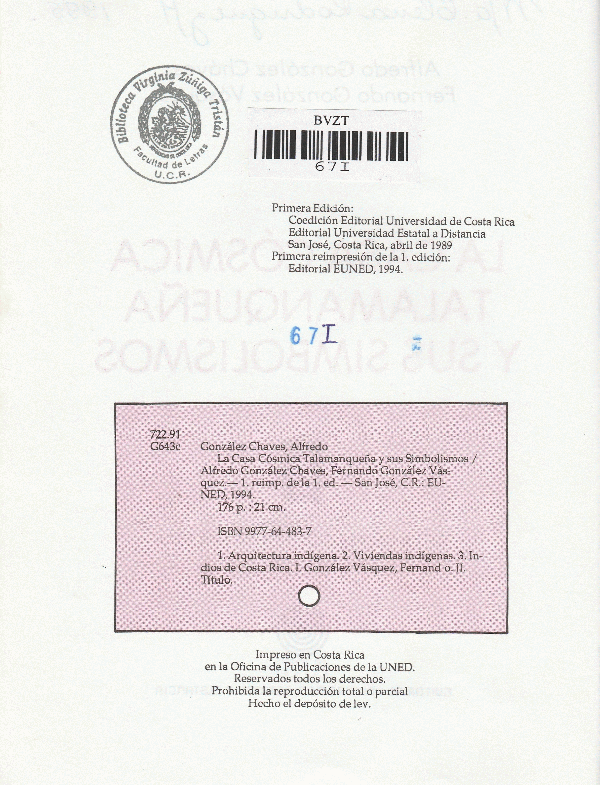 Biblioteca Virginia Zúñiga Tristán
Facultad de Letras
U.C.R.
BVZT
67I
Primera Edición:
Coedición Editorial Universidad de Costa Rica
Editorial Universidad Estatal a Distancia
San José, Costa Rica, abril de 1989
Primera reimpresión de la 1. edición:
Editorial EUNED, 1994.
67I
722.91
G643c González Chaves, Alfredo
La Casa Cósmica Talamanqueña y sus Simbolismos /
Alfredo González Chaves, Fernando González Vás-
quez.— 1. reimp. de la 1. ed. — San José, C.R.: EU-
NED, 1994.
176 p. : 21 cm.
ISBN 9977-64-483-7
1. Arquitectura indígena. 2. Viviendas indígenas. 3. In-
dios de Costa Rica. I. González Vásquez, Fernando. II.
Título.
Impreso en Costa Rica
en la Oficina de Publicaciones de la UNED.
Reservados todos los derechos.
Prohibida la reproducción total o parcial
Hecho el depósito de ley.